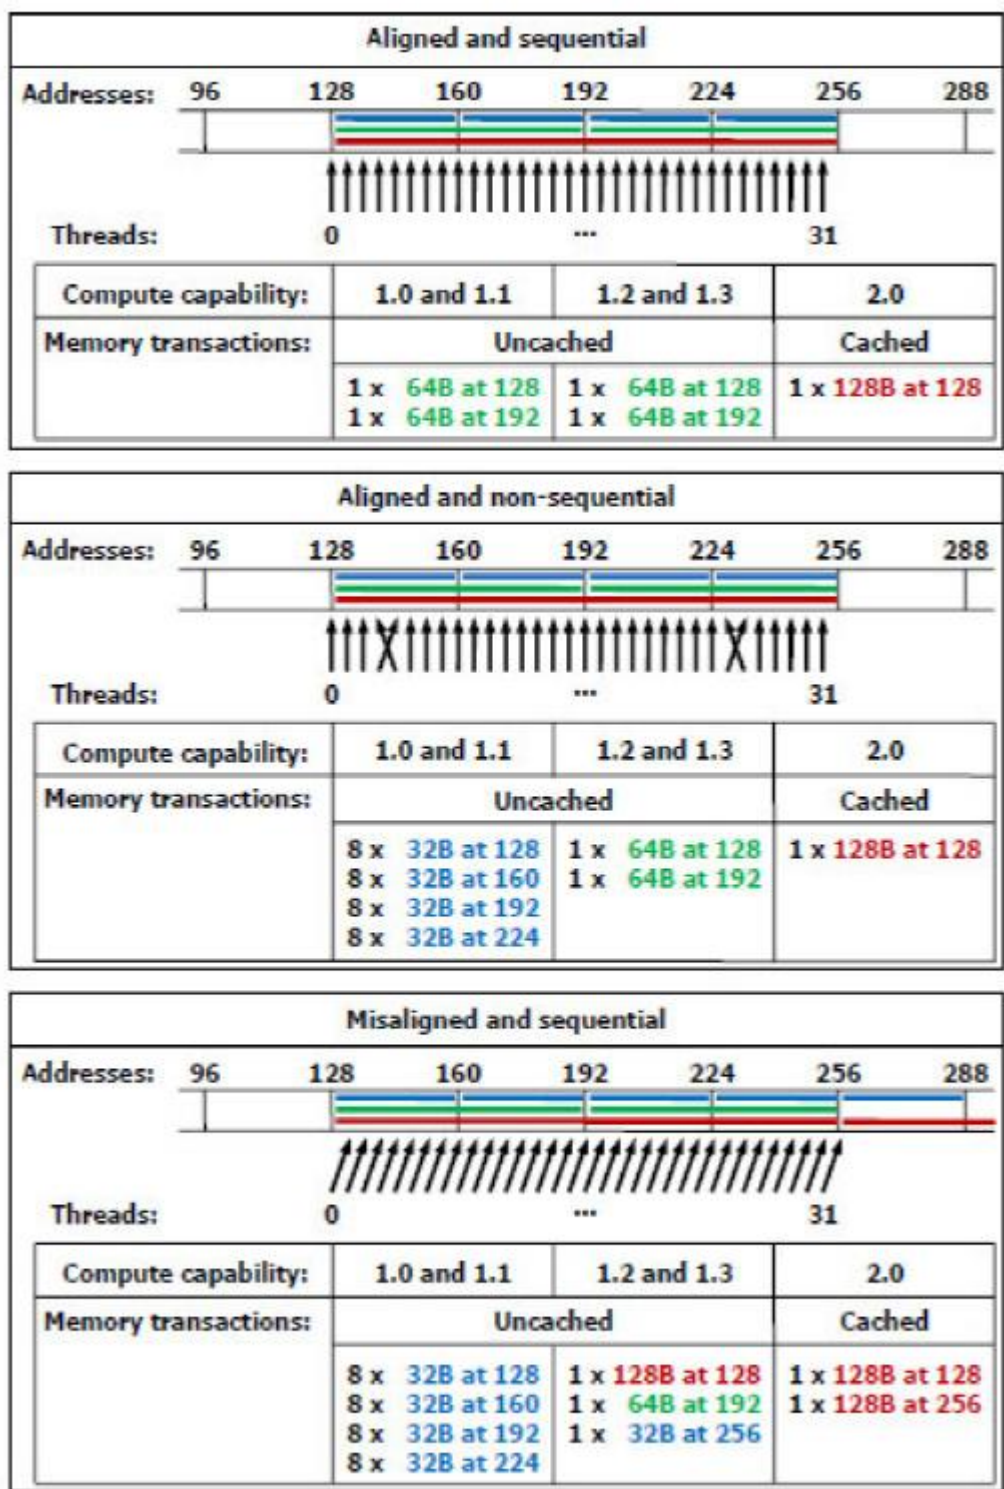 Aligned and sequential
Addresses: 96 128 160 192 224 256 288
Threads: 0 ... 31
Compute capability: 1.0 and 1.1 1.2 and 1.3 2.0
Memory transactions: Uncached Cached
1 x 64B at 128 1 x 64B at 128 1 x 128B at 128
1 x 64B at 192 1 x 64B at 192
Aligned and non-sequential
Addresses: 96 128 160 192 224 256 288
Threads: 0 ... 31
Compute capability: 1.0 and 1.1 1.2 and 1.3 2.0
Memory transactions: Uncached Cached
8 x 32B at 128 1 x 64B at 128 1 x 128B at 128
8 x 32B at 160 1 x 64B at 192
8 x 32B at 192
8 x 32B at 224
Misaligned and sequential
Addresses: 96 128 160 192 224 256 288
Threads: 0 ... 31
Compute capability: 1.0 and 1.1 1.2 and 1.3 2.0
Memory transactions: Uncached Cached
8 x 32B at 128 1 x 128B at 128 1 x 128B at 128
8 x 32B at 160 1 x 64B at 192 1 x 128B at 256
8 x 32B at 192 1 x 32B at 256
8 x 32B at 224